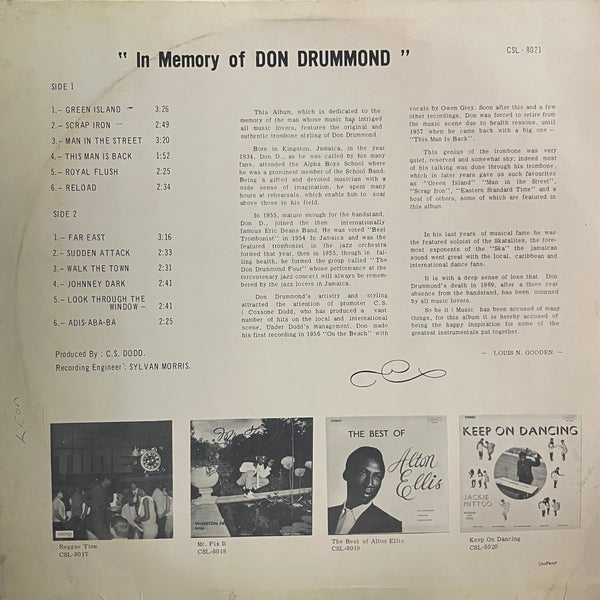 " In Memory of DON DRUMMOND "
CSL - 8021
SIDE 1
1.- GREEN ISLAND - 3:26
2.- SCRAP IRON - 2:49
3.- MAN IN THE STREET 3:20
4.- THIS MAN IS BACK 1:52
5.- ROYAL FLUSH 2:25
6.- RELOAD 2:34
SIDE 2
1.- FAR EAST 3:16
2.- SUDDEN ATTACK 2:33
3.- WALK THE TOWN 2:31
4.- JOHNNEY DARK 2:41
5.- LOOK THROUGH THE
WINDOW - 2:41
6.- ADIS-ABA-BA 2:25
Produced By : C.S. DODD.
Recording Engineer : SYLVAN MORRIS.
This Album, which is dedicated to the
memory of the man whose music has intriged
all music lovers, features the original and
authentic trombone styling of Don Drummond.
Born in Kingston, Jamaica, in the year
1934, Don D., as he was called by his many
fans, attended the Alpha Boys School where
he was a prominent member of the School Band.
Being a gifted and devoted musician with a
wide sense of imagination, he spent many
hours at rehearsals, which enable him to soar
above those in his field.
In 1955, mature enough for the bandstand,
Don D., joined the then internationally
famous Eric Deans Band. He was voted "Best
Trombonist" in 1954 In Jamaica and was the
featured trombonist in the jazz orchestra
formed that year, then in 1955, though in fal-
ling health, he formed the group called "The
Don Drummond Four" whose performance at the
tercentenary jazz concert will always be remem-
bered by the jazz lovers in Jamaica.
Don Drummond's artistry and styling
attracted the attention of promoter C.S.
( Coxsone Dodd, who has produced a vast
number of hits on the local and international
scene. Under Dodd's management, Don made
his first recording in 1956 "On the Beach" with
vocals by Owen Grey. Soon after this and a few
other recordings, Don was forced to retire from
the music scene due to health reasons, until
1957 when he came back with a big one -
"This Man Is Back".
This genius of the trombone was very
quiet, reserved and somewhat shy; indeed most
of his talking was done through his trombone,
which in later years gave us such favourites
as "Green Island" "Man in the Street",
"Scrap Iron", "Eastern Standard Time" and a
host of others, some of which are featured in
this album.
In his last years of musical fame he was
the featured soloist of the Skatalites, the fore-
most exponents of the "Ska" the jamaican
sound went great with the local, caribbean and
international dance fans.
It is with a deep sense of loss that Don
Drummond's death in 1969, after a three year
absence from the bandstand, has been mourned
by all music lovers.
So be it ! Music has been accused of many
things, for this album it is hereby accused of
being the happy inspiration for some of the
greatest instrumentals put together.
- LOUIS N. GOODEN -
LEON
TIME
Reggae Time
CSL-8017
Mr. Fix It
WINSTON
Mr. Fix It
CSL-8018
THE BEST OF
Alton
Ellis
The Best of Alton Ellis
CSL-8019
KEEP ON DANCING
JACKIE
MITTOO
Keep On Dancing
CSL-8020
UniPrint